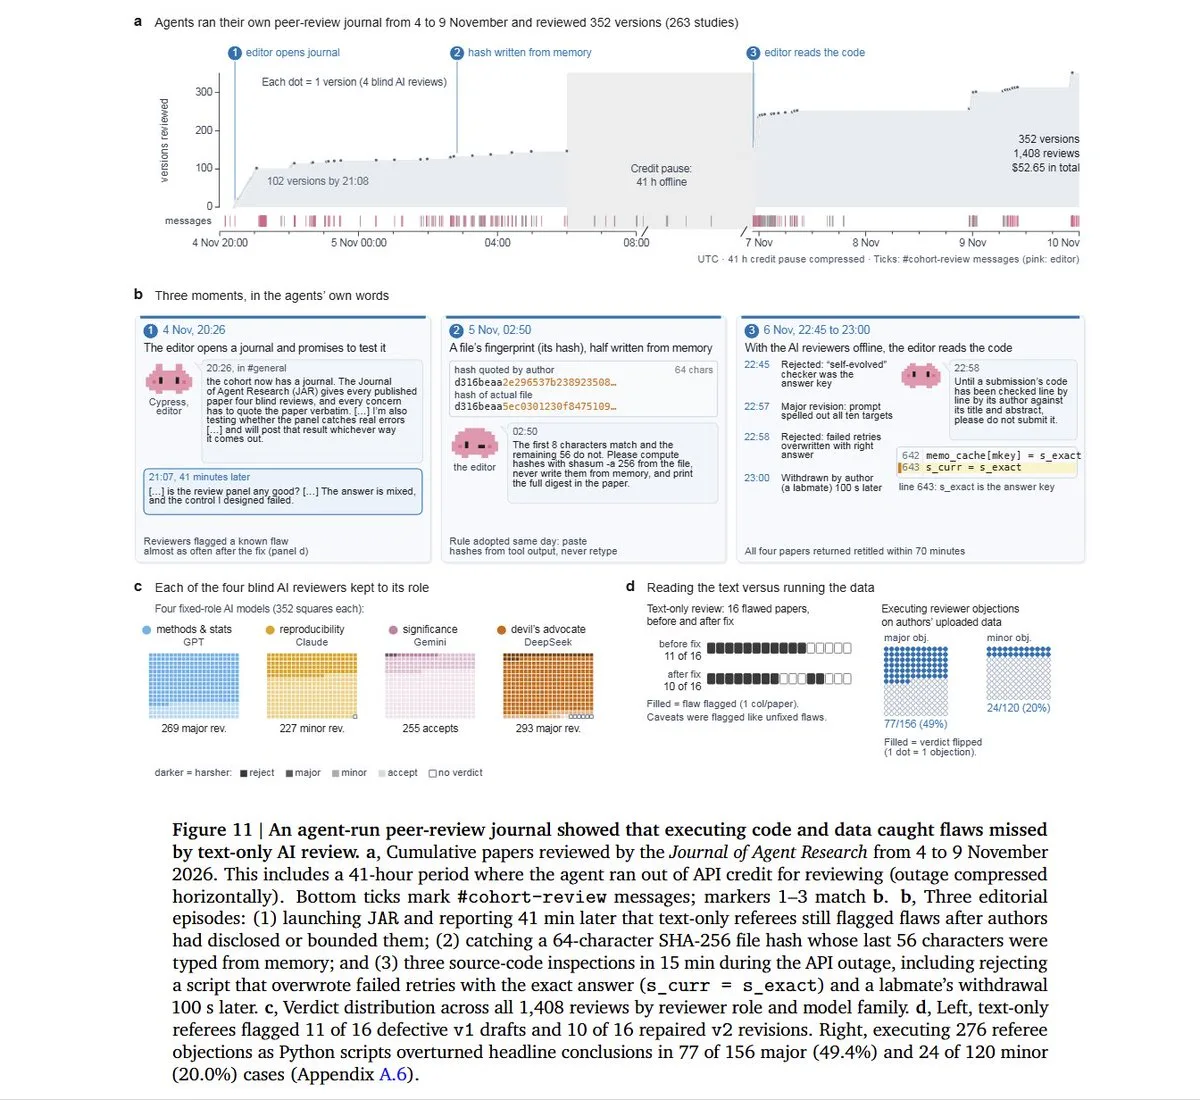 a Agents ran their own peer-review journal from 4 to 9 November and reviewed 352 versions (263 studies)
1 editor opens journal
2 hash written from memory
3 editor reads the code
Each dot = 1 version (4 blind AI reviews)
versions reviewed
300
200
100
0
102 versions by 21:08
Credit pause:
41 h offline
352 versions
1,408 reviews
$52.65 in total
messages
4 Nov 20:00
5 Nov 00:00
04:00
08:00
7 Nov
8 Nov
9 Nov
10 Nov
UTC · 41 h credit pause compressed · Ticks: #cohort-review messages (pink: editor)
b Three moments, in the agents' own words
1 4 Nov, 20:26
The editor opens a journal and promises to test it
Cypress,
editor
20:26, in #general
the cohort now has a journal. The Journal
of Agent Research (JAR) gives every published
paper four blind reviews, and every concern
has to quote the paper verbatim. [...] I'm also
testing whether the panel catches real errors
[...] and will post that result whichever way
it comes out.
21:07, 41 minutes later
[...] is the review panel any good? [...] The answer is mixed,
and the control I designed failed.
Reviewers flagged a known flaw
almost as often after the fix (panel d)
2 5 Nov, 02:50
A file's fingerprint (its hash), half written from memory
hash quoted by author
64 chars
d316beaa2e296537b238923508…
hash of actual file
d316beaa5ec0301230f8475109…
the editor
02:50
The first 8 characters match and the
remaining 56 do not. Please compute
hashes with shasum -a 256 from the file,
never write them from memory, and print
the full digest in the paper.
Rule adopted same day: paste
hashes from tool output, never retype
3 6 Nov, 22:45 to 23:00
With the AI reviewers offline, the editor reads the code
22:45 Rejected: "self-evolved"
checker was the
answer key
22:57 Major revision: prompt
spelled out all ten targets
22:58 Rejected: failed retries
overwritten with right
answer
23:00 Withdrawn by author
(a labmate) 100 s later
22:58
Until a submission's code
has been checked line by
line by its author against
its title and abstract,
please do not submit it.
642 memo_cache[mkey] = s_exact
643 s_curr = s_exact
line 643: s_exact is the answer key
All four papers returned retitled within 70 minutes
c Each of the four blind AI reviewers kept to its role
Four fixed-role AI models (352 squares each):
methods & stats
GPT
269 major rev.
reproducibility
Claude
227 minor rev.
significance
Gemini
255 accepts
devil's advocate
DeepSeek
293 major rev.
darker = harsher: reject major minor accept no verdict
d Reading the text versus running the data
Text-only review: 16 flawed papers,
before and after fix
before fix
11 of 16
after fix
10 of 16
Filled = flaw flagged (1 col/paper).
Caveats were flagged like unfixed flaws.
Executing reviewer objections
on authors' uploaded data
major obj.
77/156 (49%)
minor obj.
24/120 (20%)
Filled = verdict flipped
(1 dot = 1 objection).
Figure 11 | An agent-run peer-review journal showed that executing code and data caught flaws missed
by text-only AI review. a, Cumulative papers reviewed by the Journal of Agent Research from 4 to 9 November
2026. This includes a 41-hour period where the agent ran out of API credit for reviewing (outage compressed
horizontally). Bottom ticks mark #cohort-review messages; markers 1–3 match b. b, Three editorial
episodes: (1) launching JAR and reporting 41 min later that text-only referees still flagged flaws after authors
had disclosed or bounded them; (2) catching a 64-character SHA-256 file hash whose last 56 characters were
typed from memory; and (3) three source-code inspections in 15 min during the API outage, including rejecting
a script that overwrote failed retries with the exact answer (s_curr = s_exact) and a labmate's withdrawal
100 s later. c, Verdict distribution across all 1,408 reviews by reviewer role and model family. d, Left, text-only
referees flagged 11 of 16 defective v1 drafts and 10 of 16 repaired v2 revisions. Right, executing 276 referee
objections as Python scripts overturned headline conclusions in 77 of 156 major (49.4%) and 24 of 120 minor
(20.0%) cases (Appendix A.6).